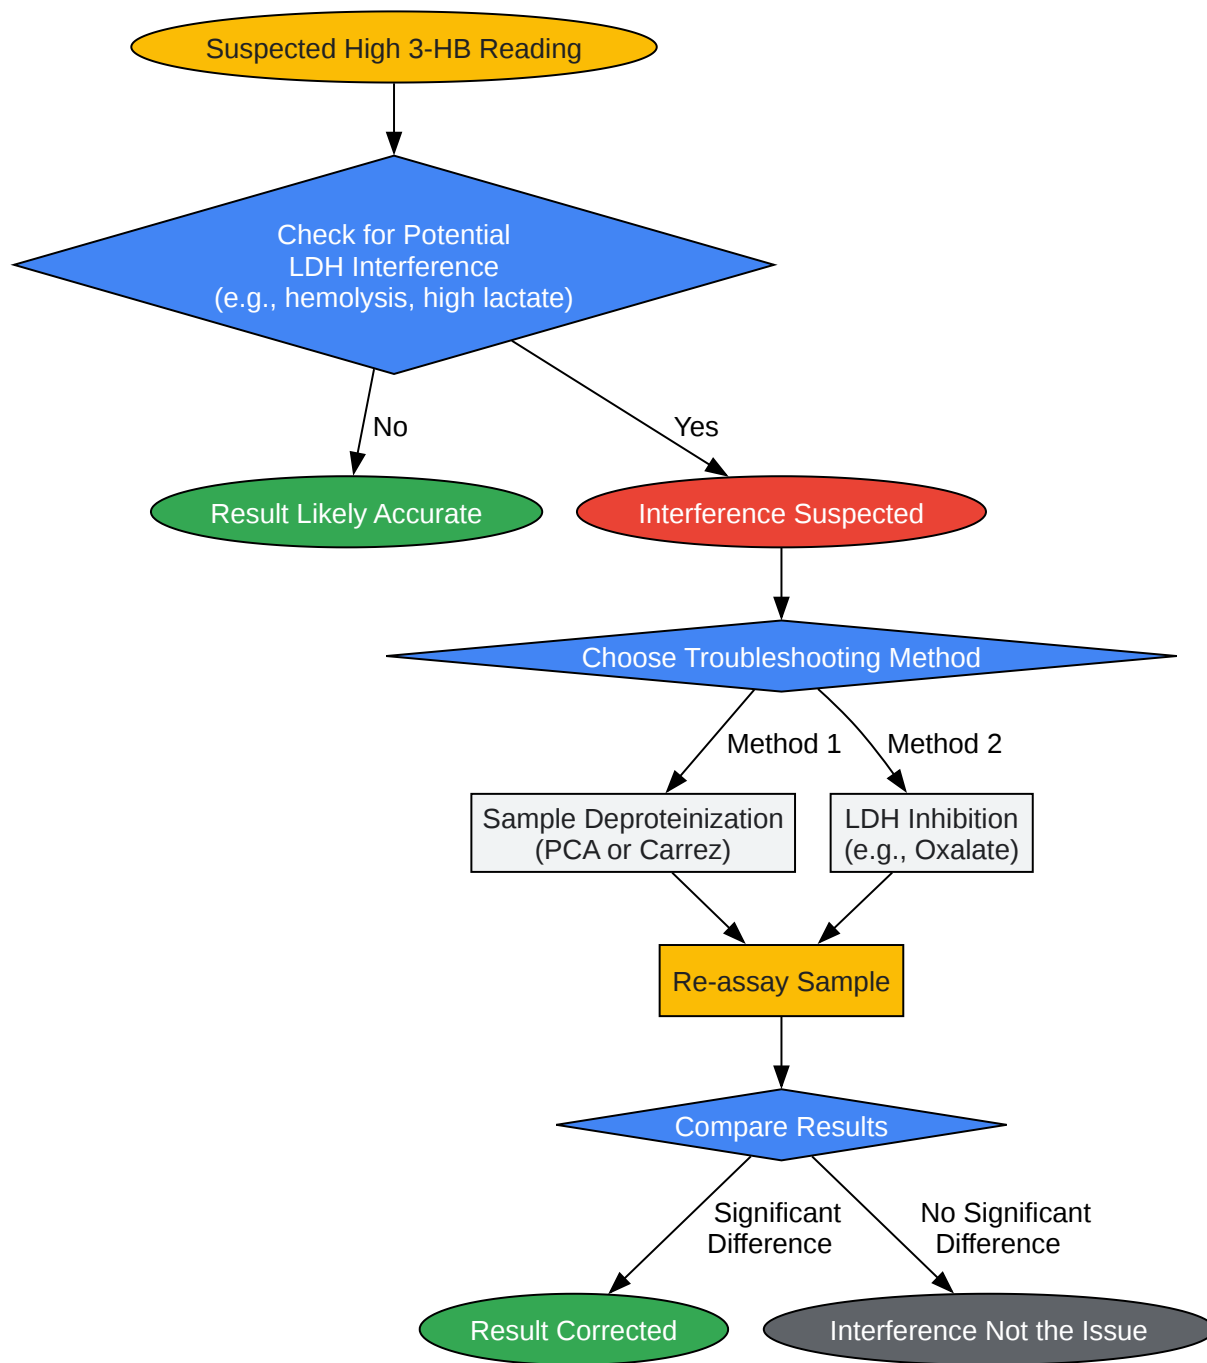 Suspected High 3-HB Reading
Check for Potential
LDH Interference
(e.g., hemolysis, high lactate)
No
Yes
Result Likely Accurate
Interference Suspected
Choose Troubleshooting Method
Method 1
Method 2
Sample Deproteinization
(PCA or Carrez)
LDH Inhibition
(e.g., Oxalate)
Re-assay Sample
Compare Results
Significant
Difference
No Significant
Difference
Result Corrected
Interference Not the Issue